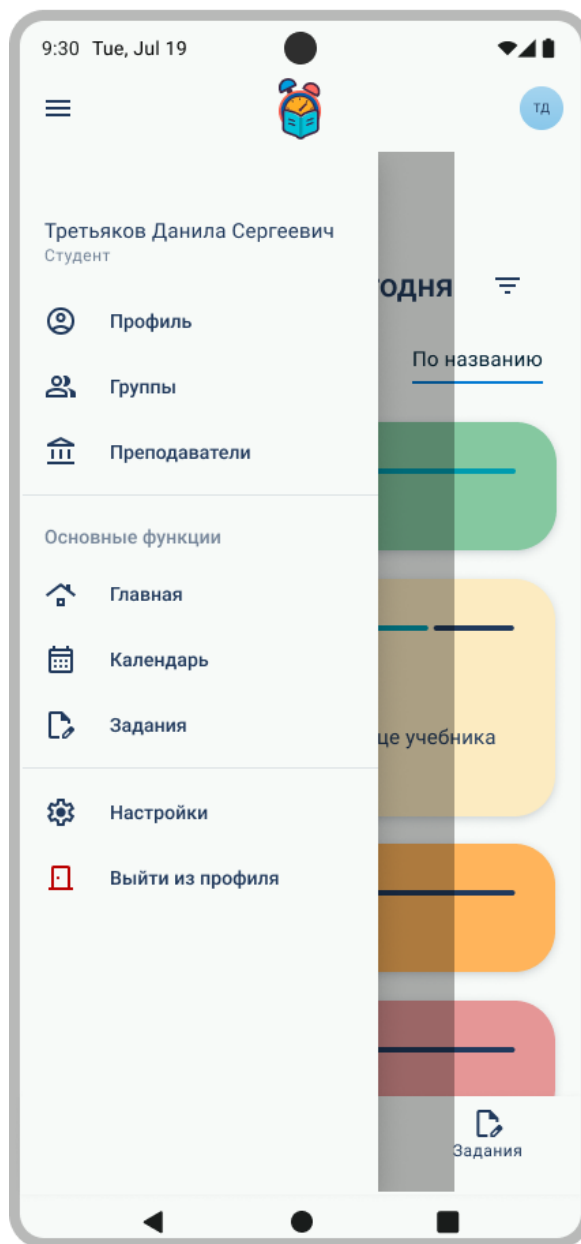 9:30 Tue, Jul 19
ТД
Третьяков Данила Сергеевич
Студент
одня
Профиль
По названию
Группы
Преподаватели
Основные функции
Главная
Календарь
Задания
це учебника
Настройки
Выйти из профиля
Задания